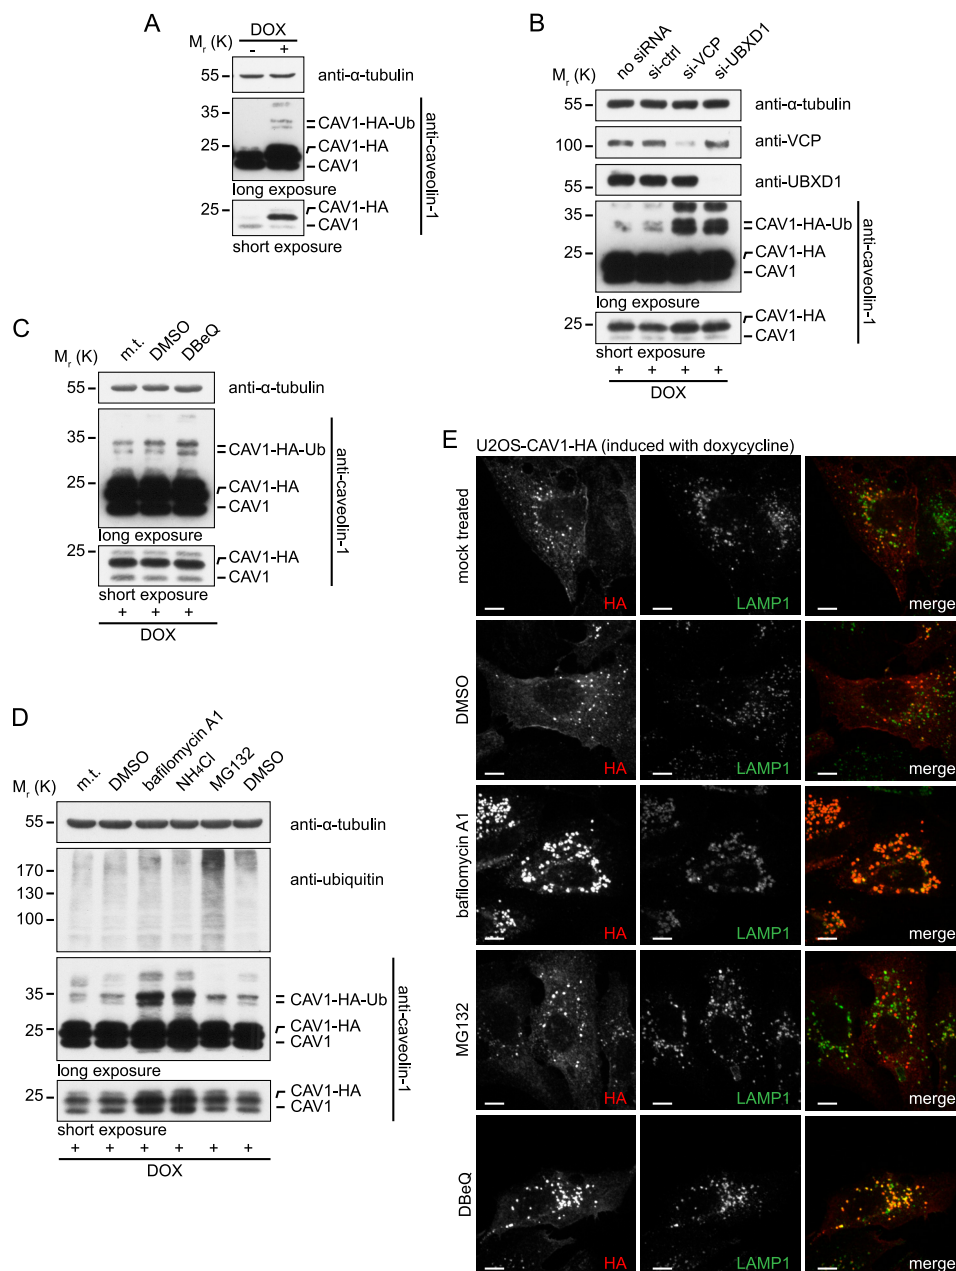 A
DOX
Mr (K)
- +
55
anti-α-tubulin
35
CAV1-HA-Ub
25
CAV1-HA
CAV1
long exposure
25
CAV1-HA
CAV1
short exposure
anti-caveolin-1
B
no siRNA
si-ctrl
si-VCP
si-UBXD1
Mr (K)
55
anti-α-tubulin
100
anti-VCP
55
anti-UBXD1
35
CAV1-HA-Ub
25
CAV1-HA
CAV1
long exposure
25
CAV1-HA
CAV1
short exposure
anti-caveolin-1
+ + + +
DOX
C
m.t.
DMSO
DBeQ
Mr (K)
55
anti-α-tubulin
35
CAV1-HA-Ub
25
CAV1-HA
CAV1
long exposure
25
CAV1-HA
CAV1
short exposure
anti-caveolin-1
+ + +
DOX
D
m.t.
DMSO
bafilomycin A1
NH4Cl
MG132
DMSO
Mr (K)
55
anti-α-tubulin
170
130
100
anti-ubiquitin
35
CAV1-HA-Ub
25
CAV1-HA
CAV1
long exposure
25
CAV1-HA
CAV1
short exposure
anti-caveolin-1
+ + + + + +
DOX
E
U2OS-CAV1-HA (induced with doxycycline)
mock treated
HA
LAMP1
merge
DMSO
HA
LAMP1
merge
bafilomycin A1
HA
LAMP1
merge
MG132
HA
LAMP1
merge
DBeQ
HA
LAMP1
merge